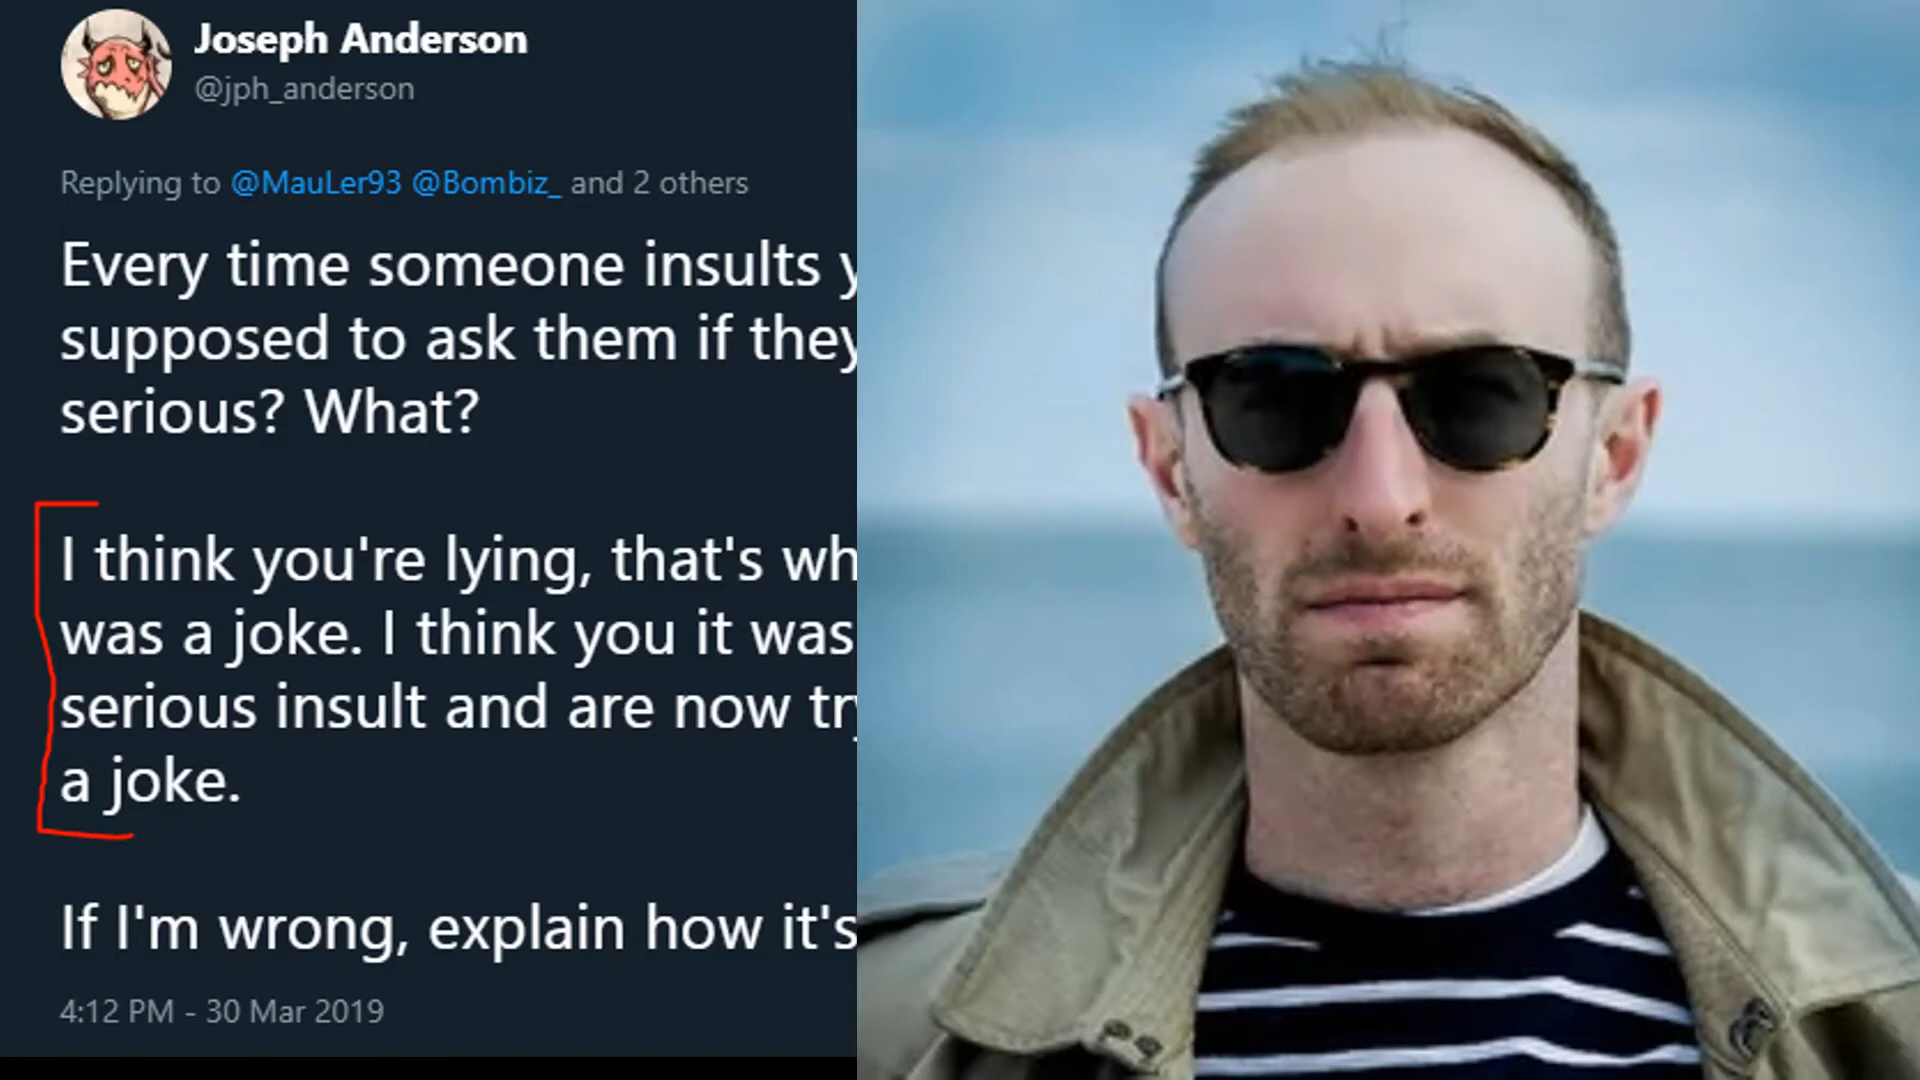 Joseph Anderson
@jph_anderson
Replying to @MauLer93 @Bombiz_ and 2 others
Every time someone insults
supposed to ask them if they
serious? What?
I think you're lying, that's
was a joke. I think you it was
serious insult and are now
a joke.
If I'm wrong, explain how it's
4:12 PM - 30 Mar 2019